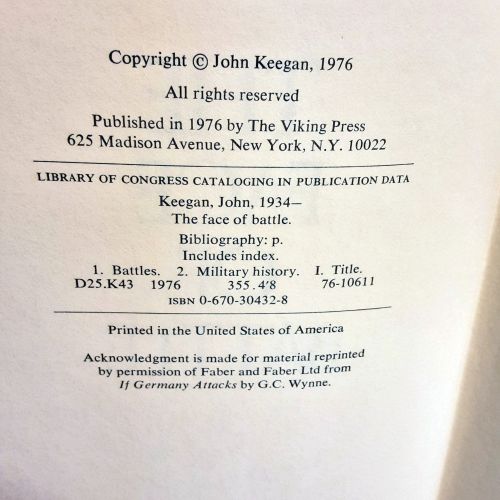 Copyright © John Keegan, 1976
All rights reserved
Published in 1976 by The Viking Press
625 Madison Avenue, New York, N.Y. 10022
LIBRARY OF CONGRESS CATALOGING IN PUBLICATION DATA
Keegan, John, 1934–
The face of battle.
Bibliography: p.
Includes index.
1. Battles. 2. Military history. I. Title.
D25.K43 1976 355.4'8 76-10611
ISBN 0-670-30432-8
Printed in the United States of America
Acknowledgment is made for material reprinted
by permission of Faber and Faber Ltd from
If Germany Attacks by G.C. Wynne.